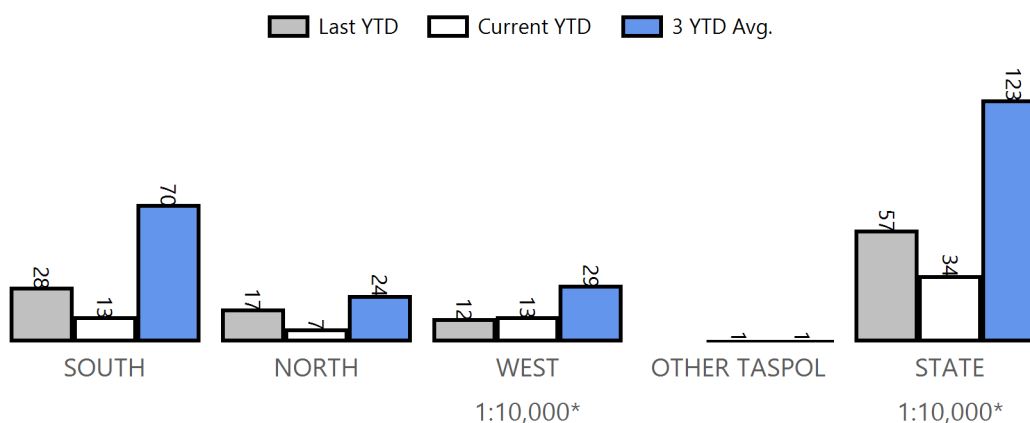 Last YTD Current YTD 3 YTD Avg.
28 13 70
17 7 24
12 13 29
1 1
57 34 123
SOUTH NORTH WEST OTHER TASPOL STATE
1:10,000* 1:10,000*